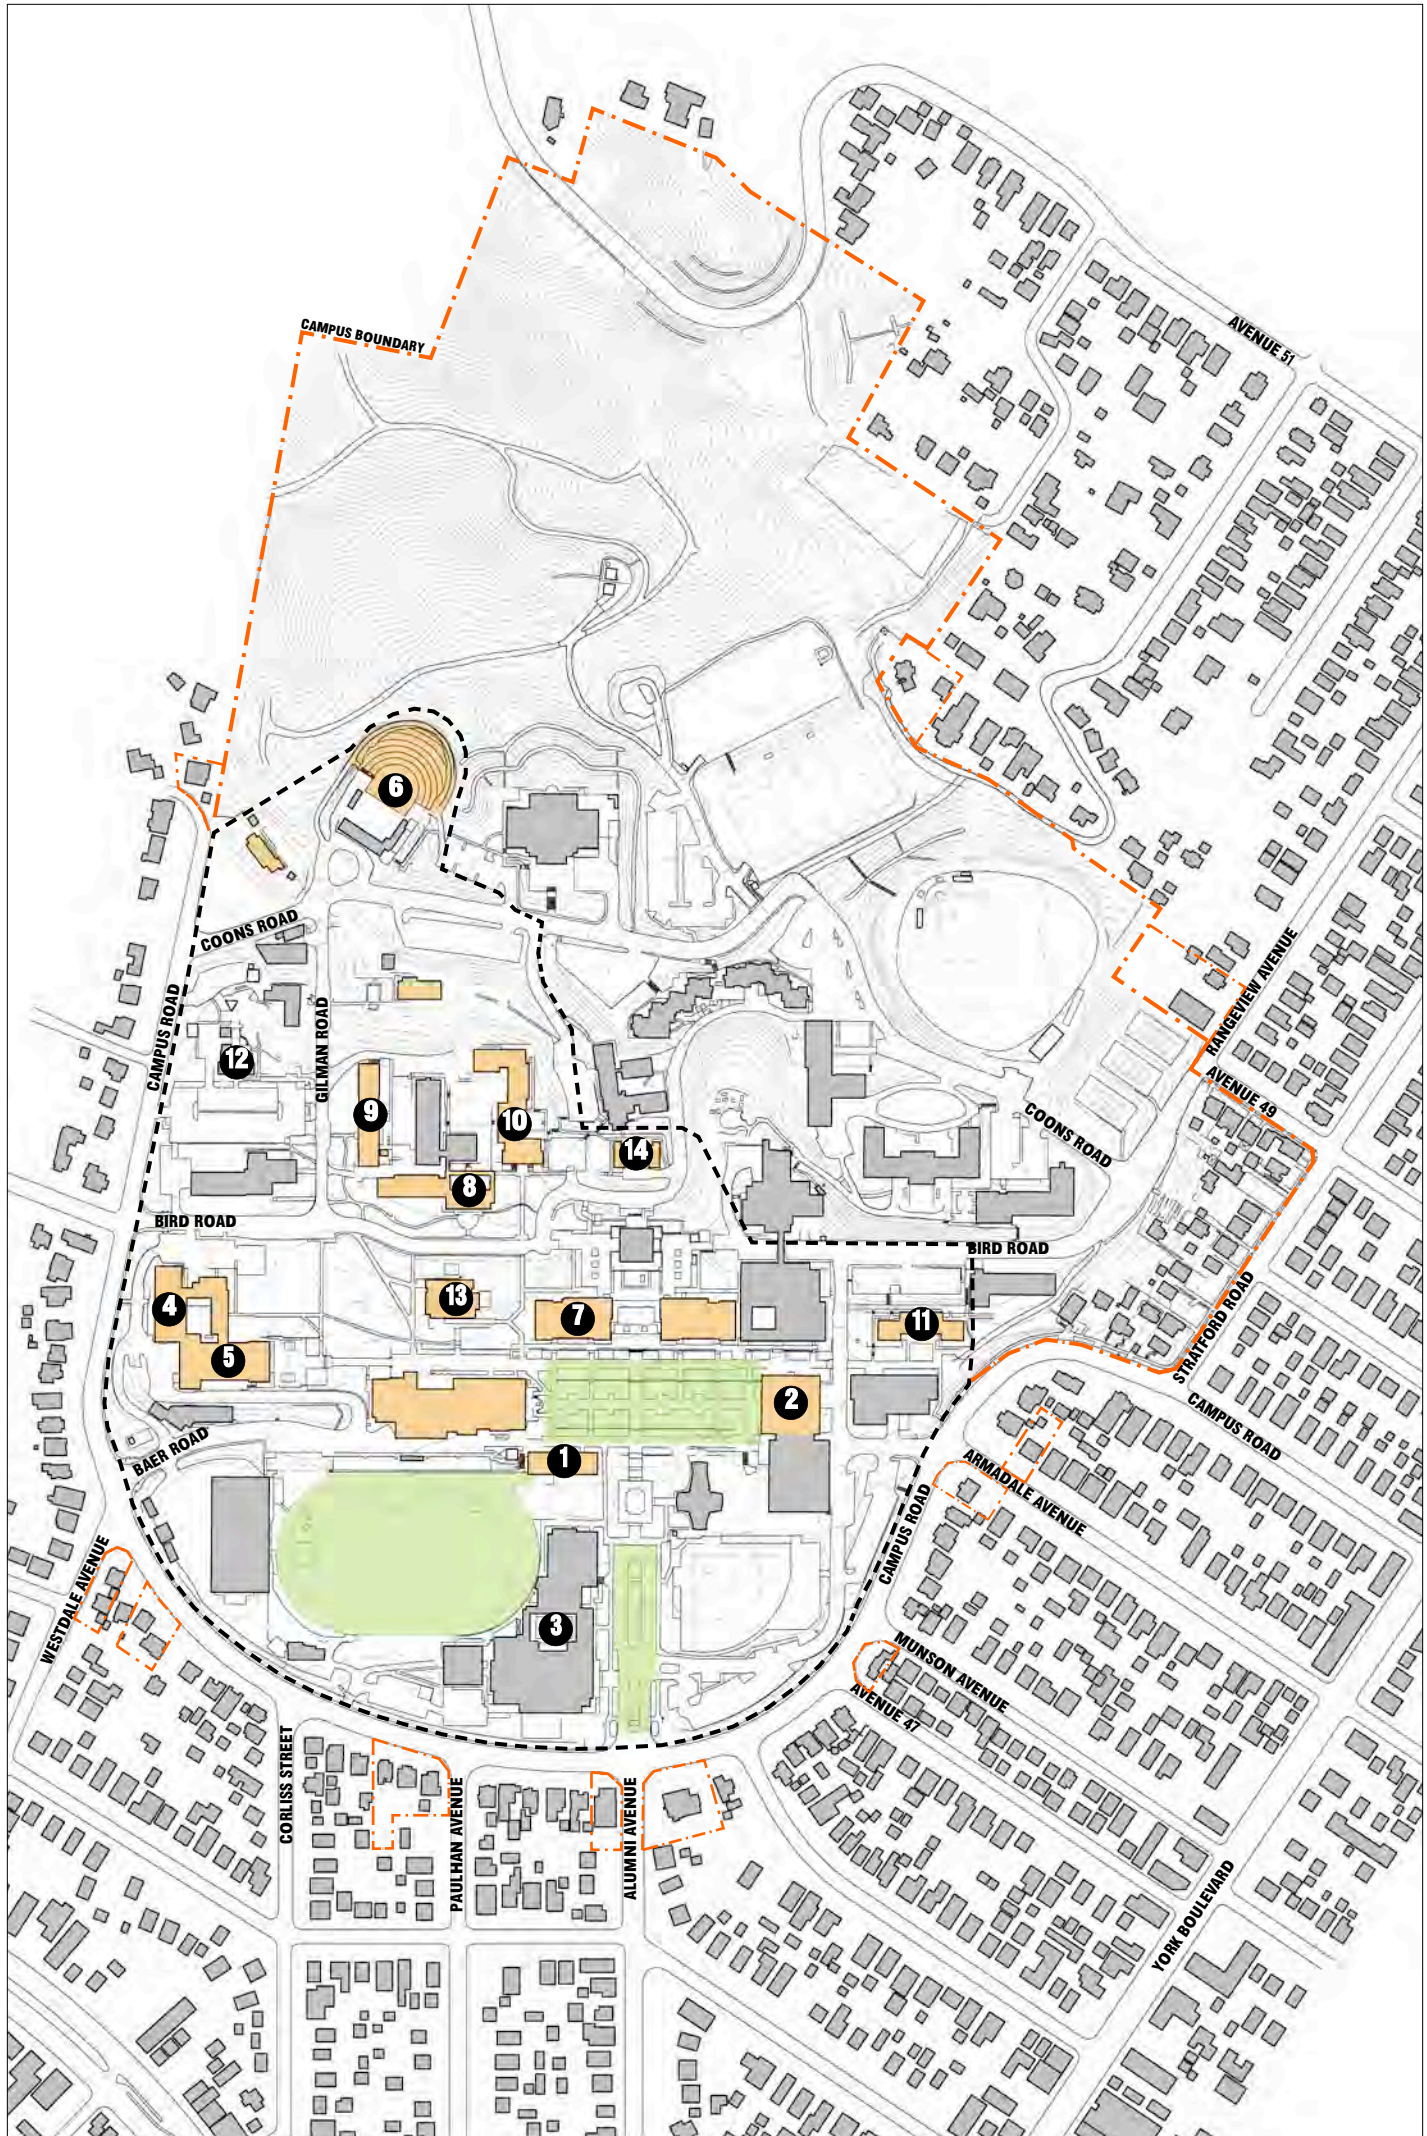 CAMPUS BOUNDARY
AVENUE 51
6
COONS ROAD
RANGEVIEW AVENUE
CAMPUS ROAD
GILMAN ROAD
12
AVENUE 49
9
10
COONS ROAD
14
8
BIRD ROAD
BIRD ROAD
13
4
7
11
STRATFORD ROAD
5
2
CAMPUS ROAD
BAER ROAD
1
ARMADALE AVENUE
CAMPUS ROAD
WESTDALE AVENUE
3
MUNSON AVENUE
AVENUE 47
CORLISS STREET
PAULHAN AVENUE
ALUMNI AVENUE
YORK BOULEVARD